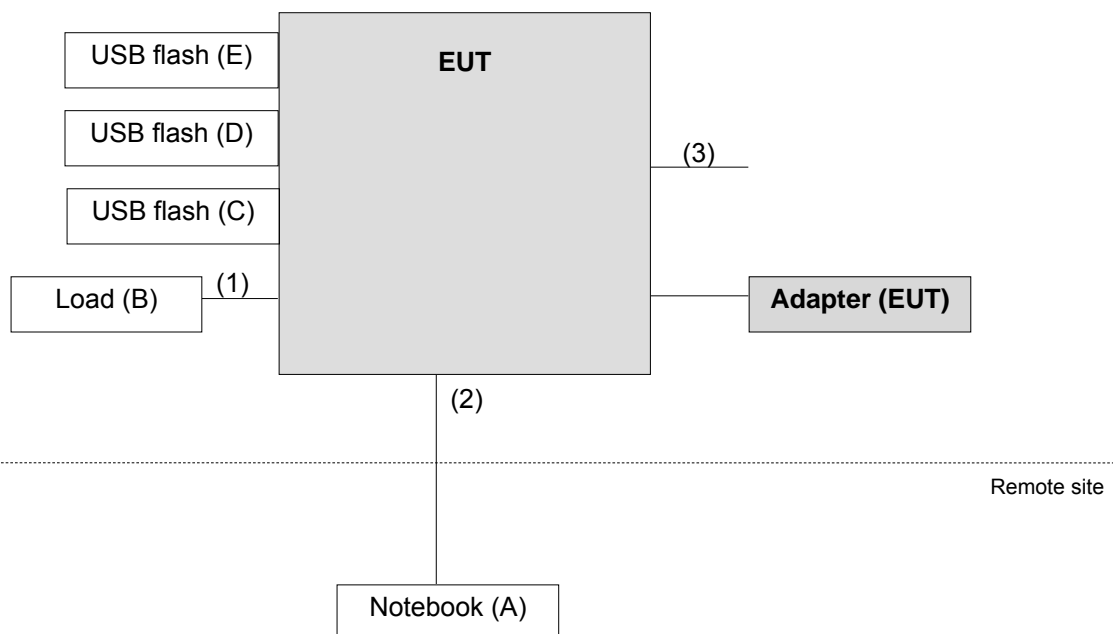 USB flash (E)
EUT
USB flash (D)
(3)
USB flash (C)
(1)
Load (B)
Adapter (EUT)
(2)
Remote site
Notebook (A)